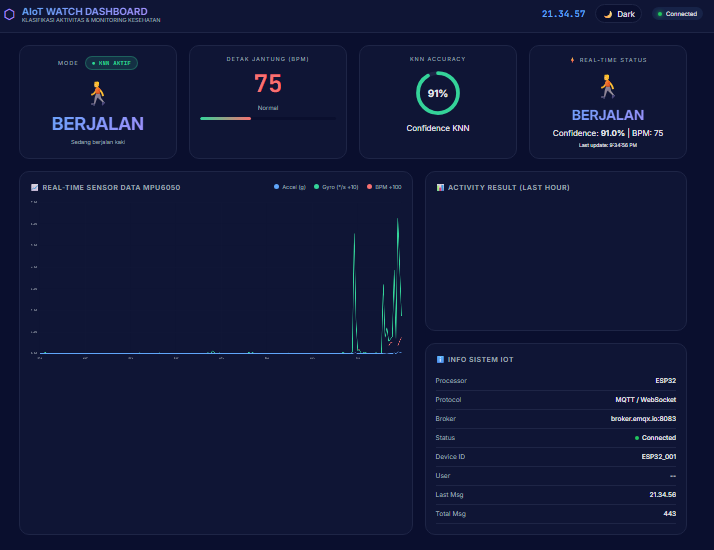 AIoT WATCH DASHBOARD
KLASIFIKASI AKTIVITAS & MONITORING KESEHATAN
21.34.57
Dark
Connected
MODE
KNN AKTIF
BERJALAN
Sedang berjalan kaki
DETAK JANTUNG (BPM)
75
Normal
KNN ACCURACY
91%
Confidence KNN
REAL-TIME STATUS
BERJALAN
Confidence: 91.0% | BPM: 75
Last update: 9:34:56 PM
REAL-TIME SENSOR DATA MPU6050
Accel (g)
Gyro (°/s ÷10)
BPM ÷100
ACTIVITY RESULT (LAST HOUR)
INFO SISTEM IOT
Processor ESP32
Protocol MQTT / WebSocket
Broker broker.emqx.io:8083
Status Connected
Device ID ESP32_001
User --
Last Msg 21.34.56
Total Msg 443